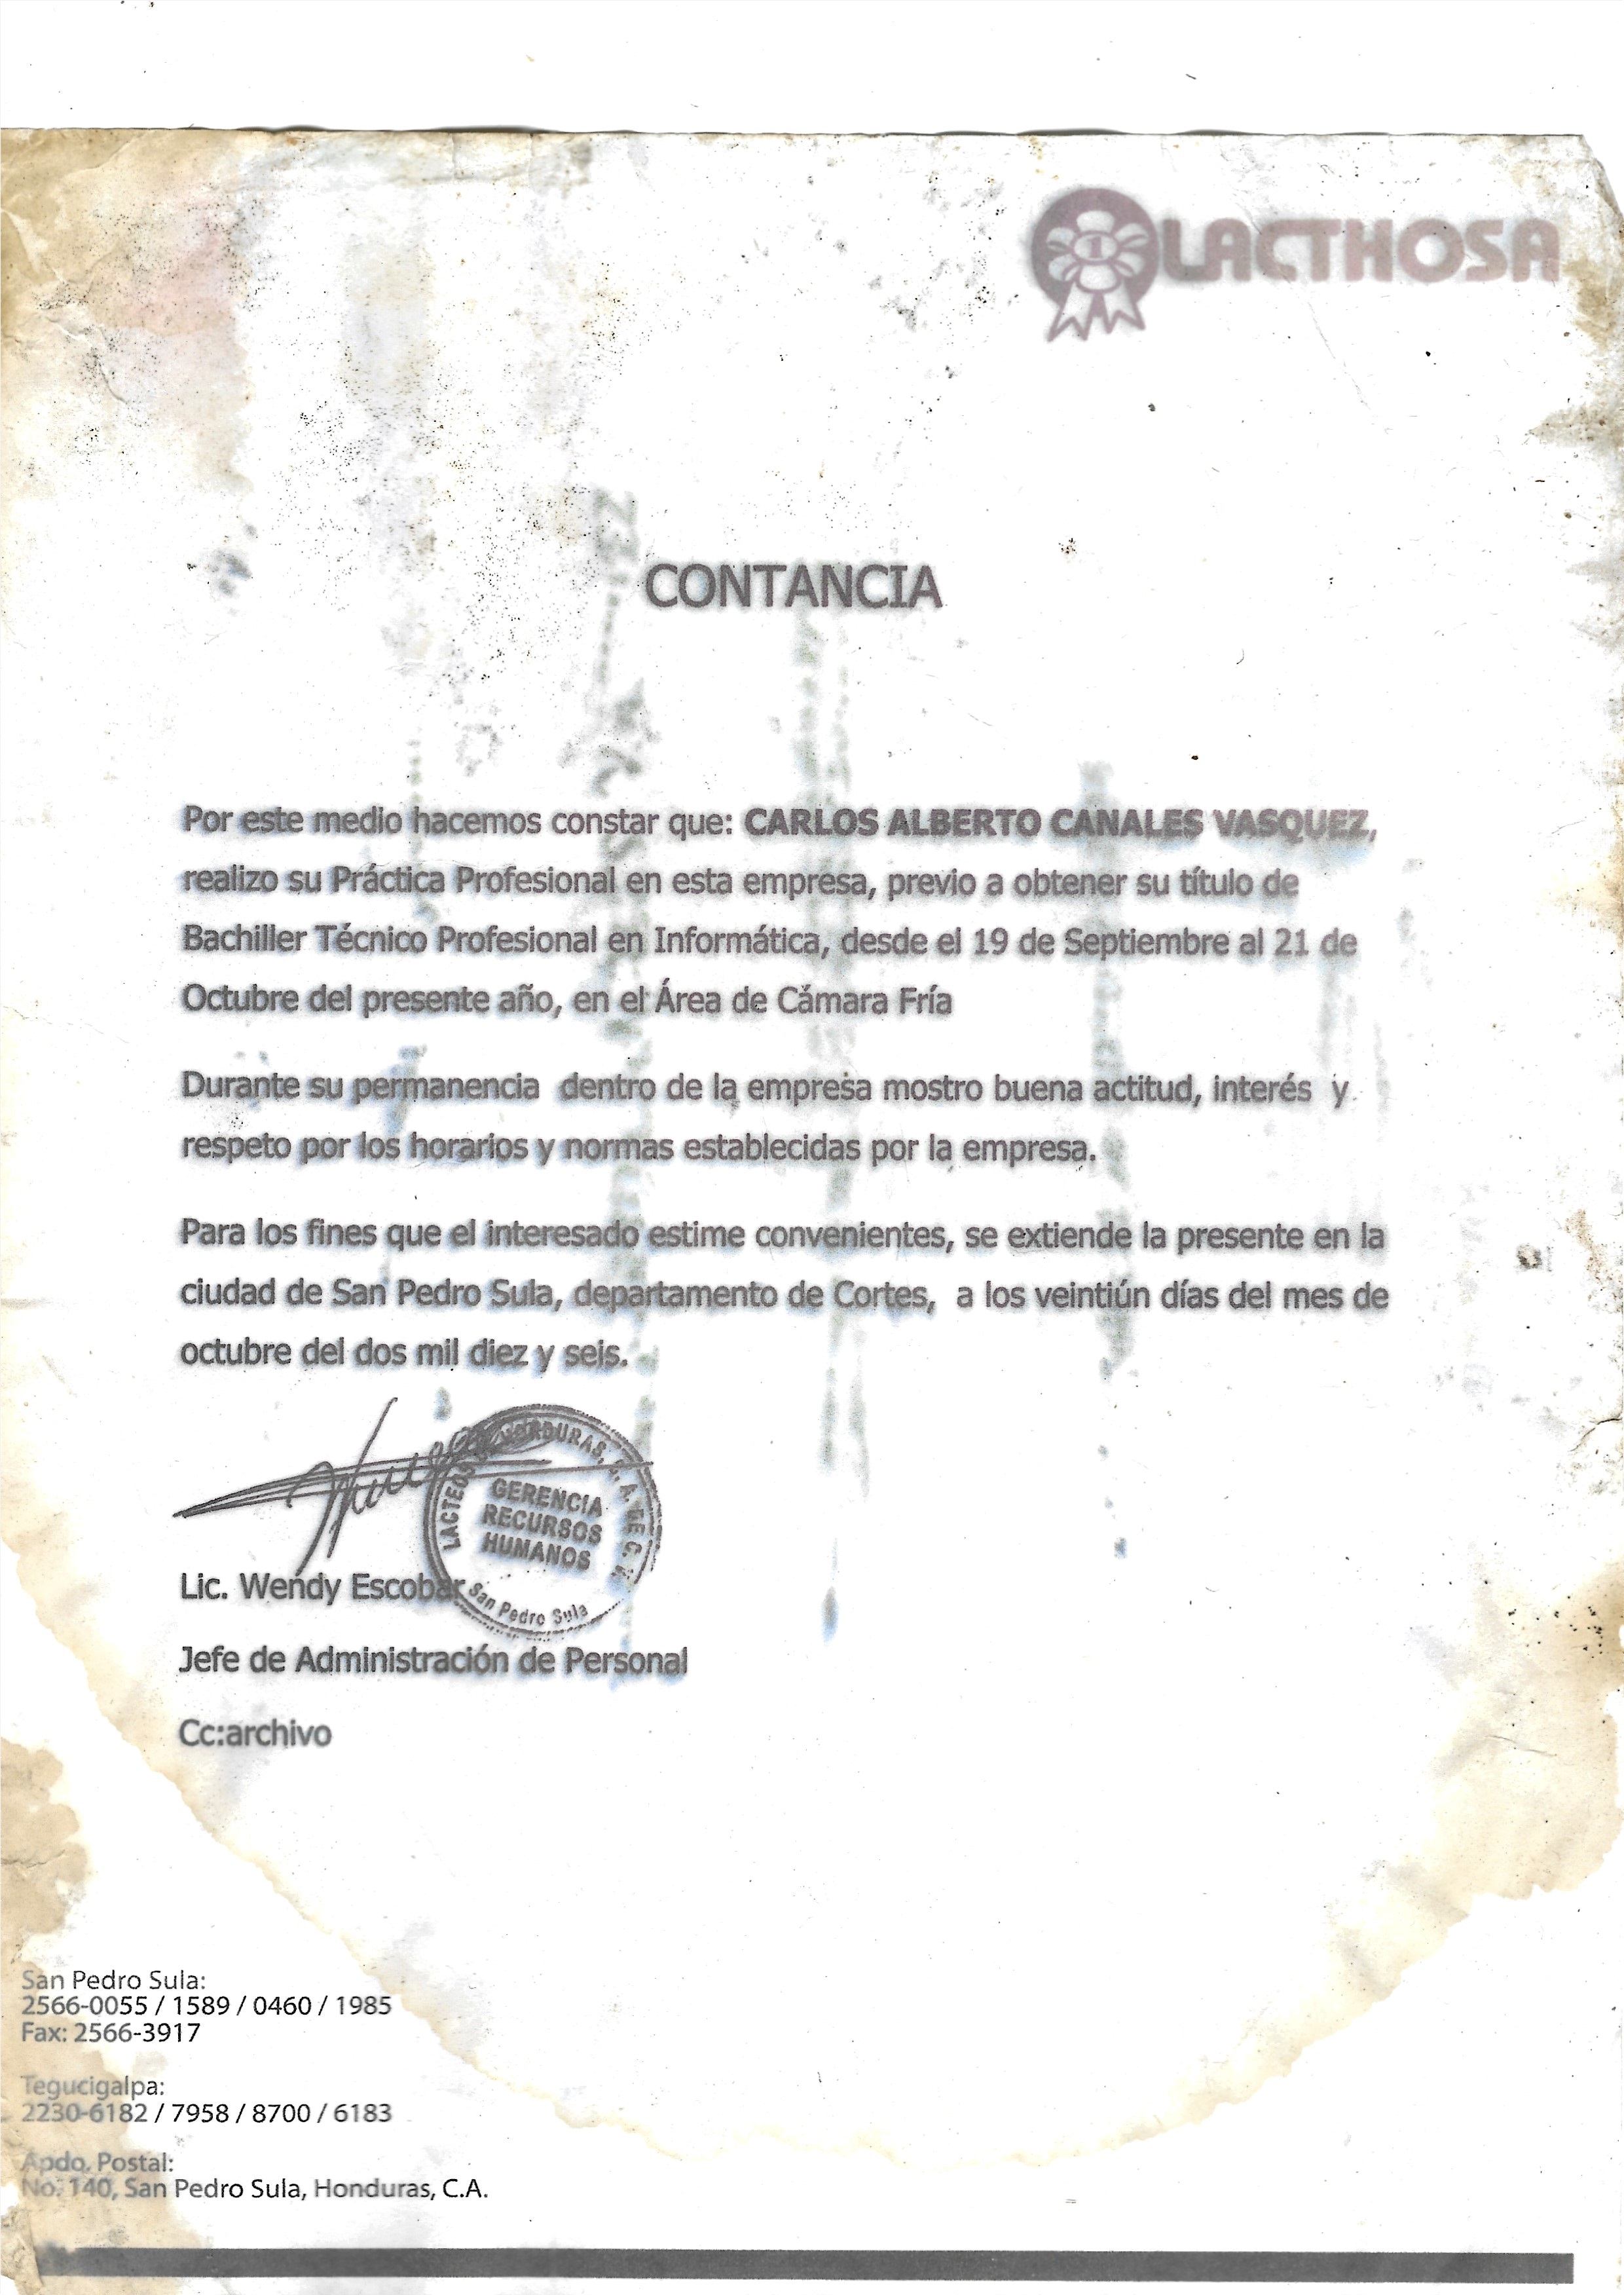 LACTHOSA
CONTANCIA
Por este medio hacemos constar que: CARLOS ALBERTO CANALES VASQUEZ,
realizo su Práctica Profesional en esta empresa, previo a obtener su título de
Bachiller Técnico Profesional en Informática, desde el 19 de Septiembre al 21 de
Octubre del presente año, en el Área de Cámara Fría
Durante su permanencia dentro de la empresa mostro buena actitud, interés y
respeto por los horarios y normas establecidas por la empresa.
Para los fines que el interesado estime convenientes, se extiende la presente en la
ciudad de San Pedro Sula, departamento de Cortes, a los veintiún días del mes de
octubre del dos mil diez y seis.
LACTEOS HONDURAS, S. A. DE C. V.
GERENCIA
RECURSOS
HUMANOS
San Pedro Sula
Lic. Wendy Escobar
Jefe de Administración de Personal
Cc:archivo
San Pedro Sula:
2566-0055 / 1589 / 0460 / 1985
Fax: 2566-3917
Tegucigalpa:
2230-6182 / 7958 / 8700 / 6183
Apdo. Postal:
No. 140, San Pedro Sula, Honduras, C.A.